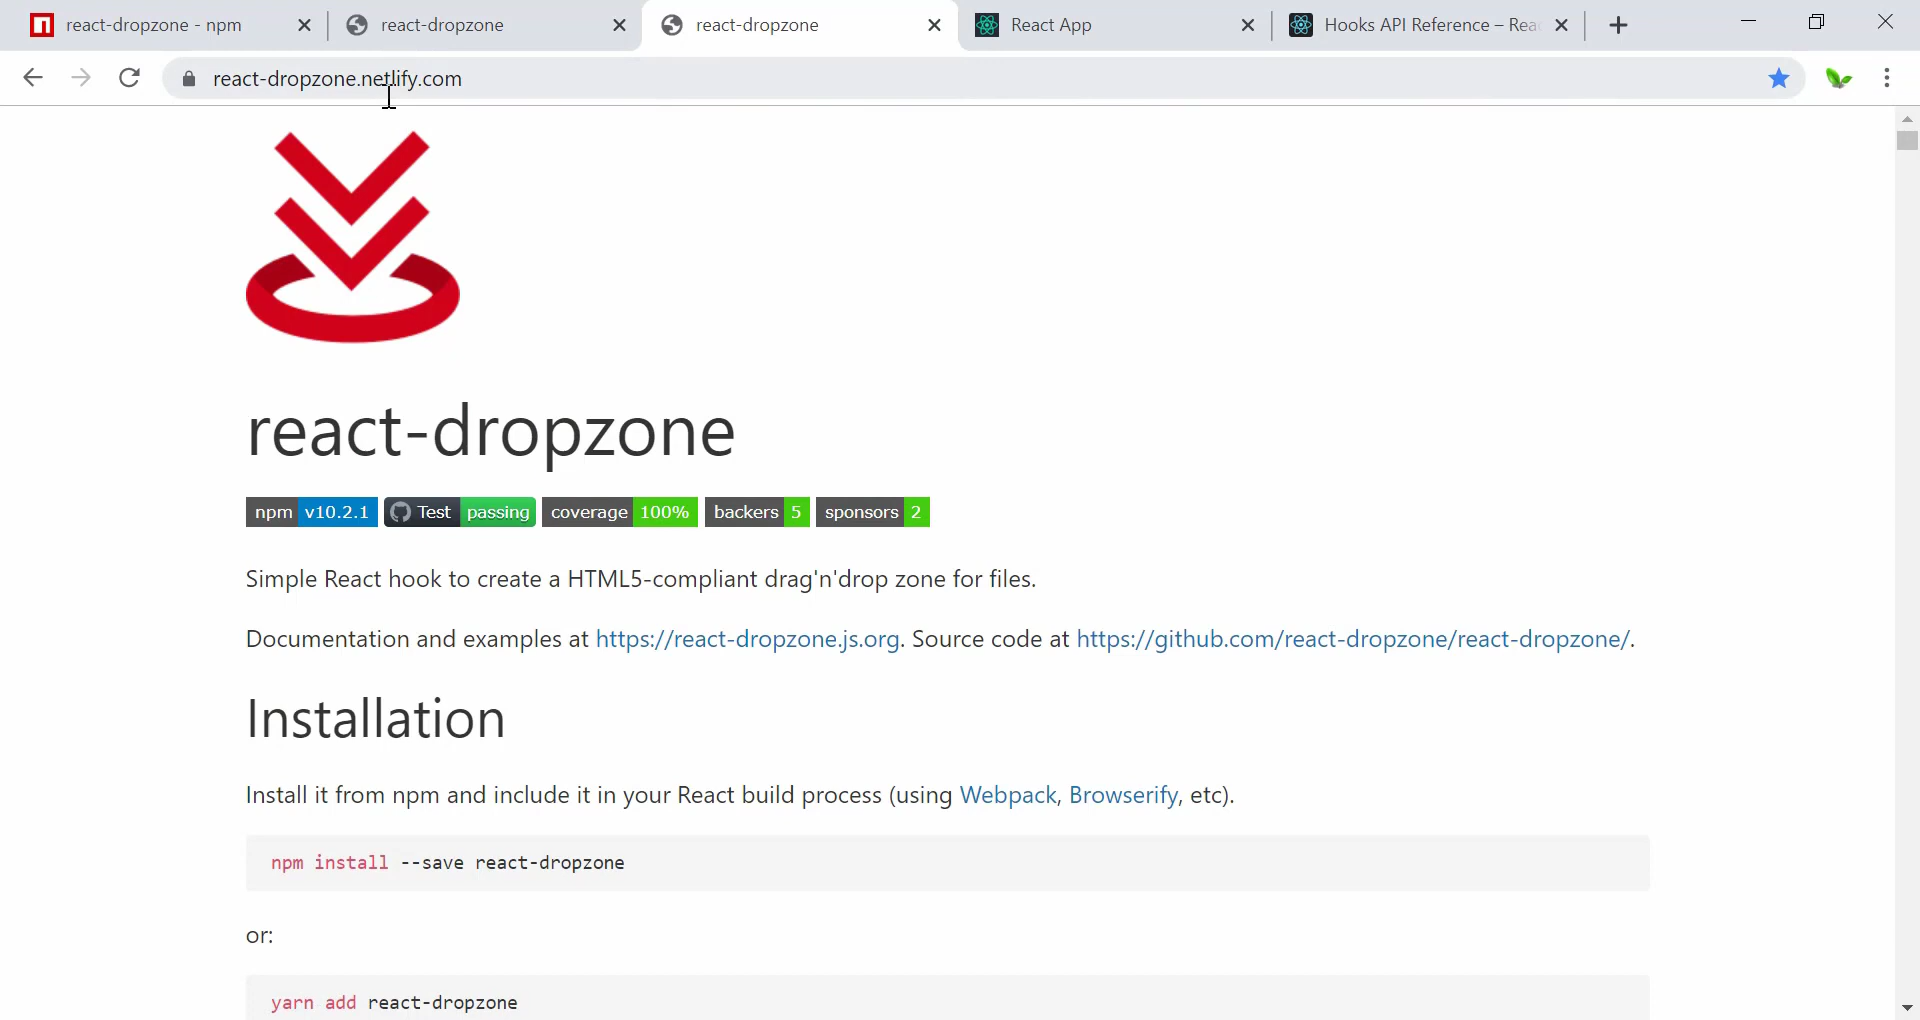 react-dropzone - npm
react-dropzone
react-dropzone
React App
Hooks API Reference – Rea
react-dropzone.netlify.com
react-dropzone
npm v10.2.1 Test passing coverage 100% backers 5 sponsors 2
Simple React hook to create a HTML5-compliant drag'n'drop zone for files.
Documentation and examples at https://react-dropzone.js.org. Source code at https://github.com/react-dropzone/react-dropzone/.
Installation
Install it from npm and include it in your React build process (using Webpack, Browserify, etc).
npm install --save react-dropzone
or:
yarn add react-dropzone